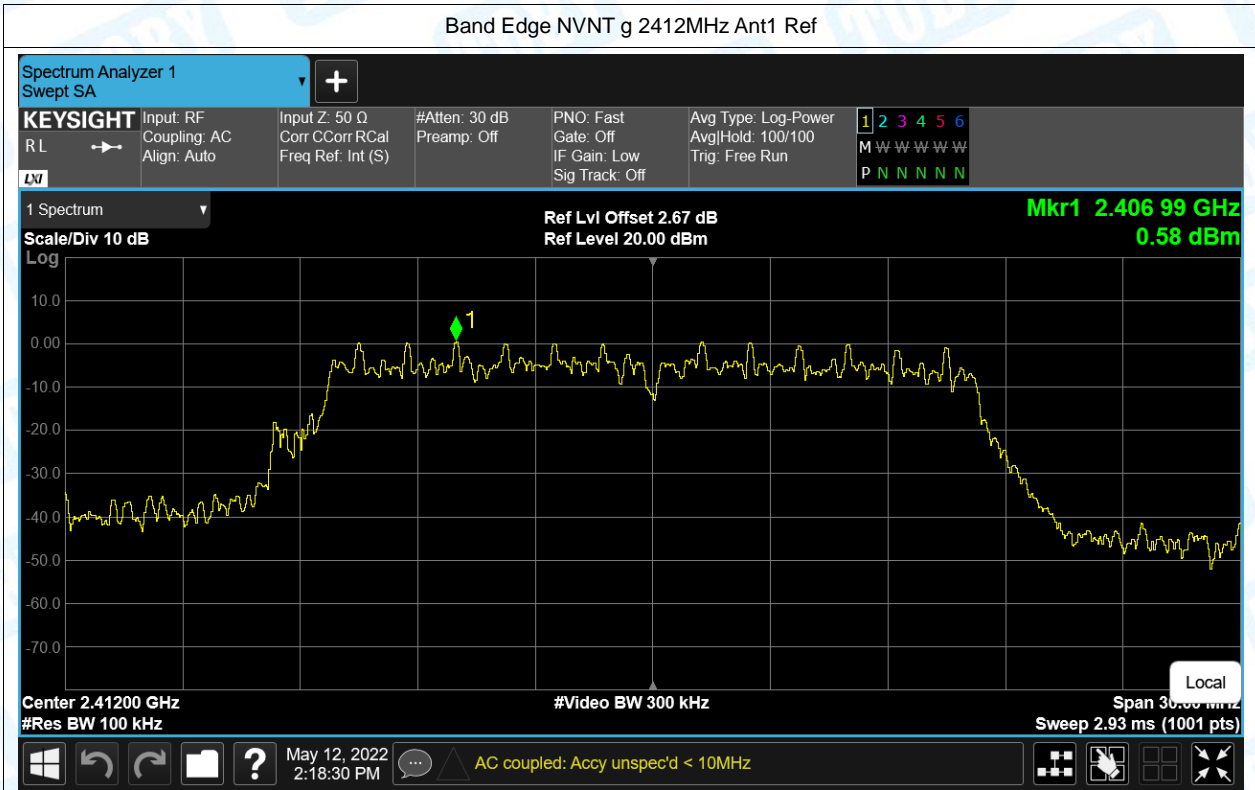 Band Edge NVNT g 2412MHz Ant1 Ref
Spectrum Analyzer 1
Swept SA
KEYSIGHT
R L
LXI
Input: RF
Coupling: AC
Align: Auto
Input Z: 50 Ω
Corr CCorr RCal
Freq Ref: Int (S)
#Atten: 30 dB
Preamp: Off
PNO: Fast
Gate: Off
IF Gain: Low
Sig Track: Off
Avg Type: Log-Power
Avg|Hold: 100/100
Trig: Free Run
1 2 3 4 5 6
M W W W W W W
P N N N N N
1 Spectrum
Scale/Div 10 dB
Log
Ref Lvl Offset 2.67 dB
Ref Level 20.00 dBm
Mkr1 2.406 99 GHz
0.58 dBm
1
10.0
0.00
-10.0
-20.0
-30.0
-40.0
-50.0
-60.0
-70.0
Local
Center 2.41200 GHz
#Res BW 100 kHz
#Video BW 300 kHz
Span 30.00 MHz
Sweep 2.93 ms (1001 pts)
?
May 12, 2022
2:18:30 PM
AC coupled: Accy unspec'd < 10MHz